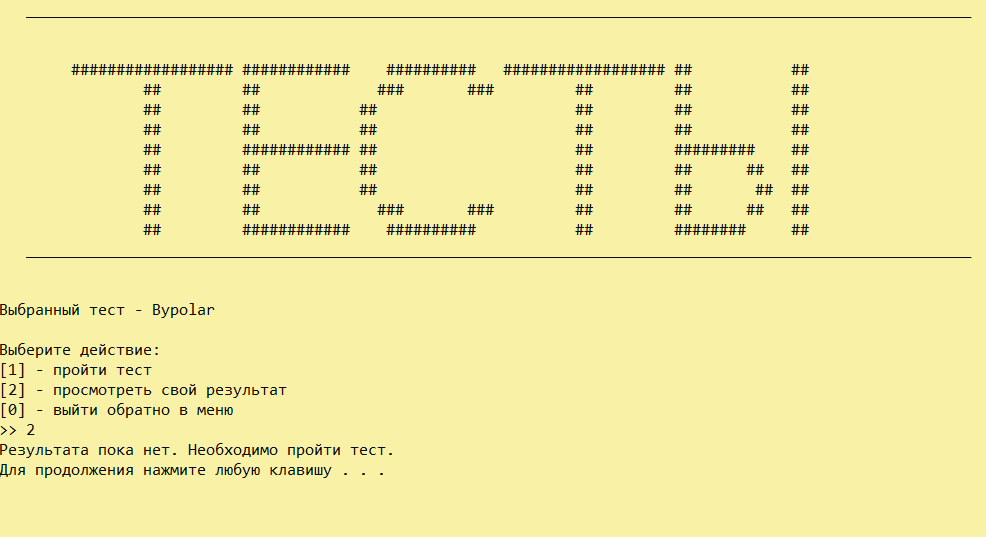 ТЕСТЫ
Выбранный тест - Bypolar
Выберите действие:
[1] - пройти тест
[2] - просмотреть свой результат
[0] - выйти обратно в меню
>> 2
Результата пока нет. Необходимо пройти тест.
Для продолжения нажмите любую клавишу . . .